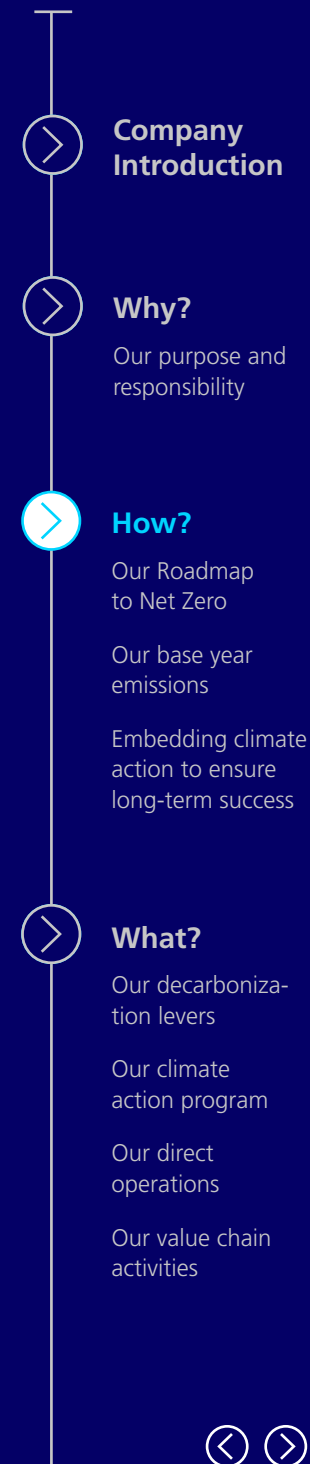 Company
Introduction
Why?
Our purpose and
responsibility
How?
Our Roadmap
to Net Zero
Our base year
emissions
Embedding climate
action to ensure
long-term success
What?
Our decarboniza-
tion levers
Our climate
action program
Our direct
operations
Our value chain
activities